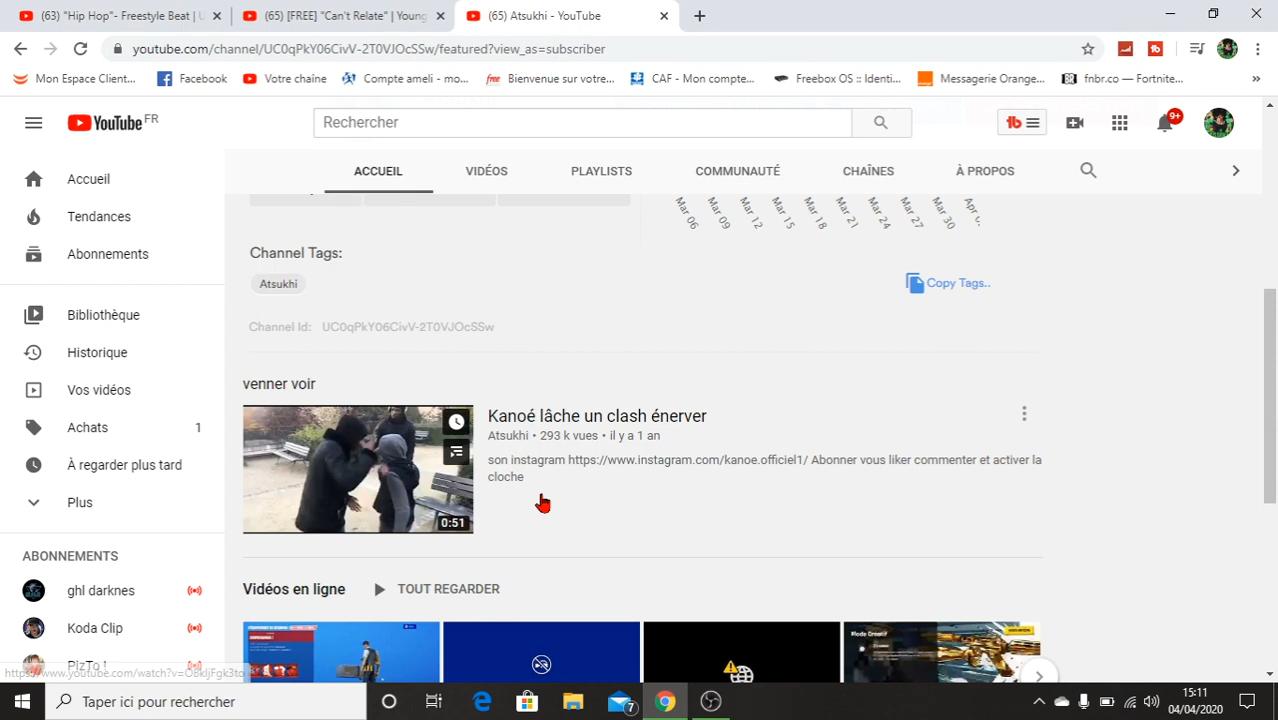 (63) "Hip Hop"- Freestyle Beat | U
(65) [FREE] "Can't Relate" | Young
(65) Atsukhi - YouTube
youtube.com/channel/UC0qPkY06CivV-2T0VJOcSSw/featured?view_as=subscriber
Mon Espace Client...
Facebook
Votre chaîne
Compte ameli - mo...
free
Bienvenue sur votre...
CAF - Mon compte...
Freebox OS :: Identi...
Messagerie Orange...
fnbr.co — Fortnite...
YouTube FR
Rechercher
9+
ACCUEIL
VIDÉOS
PLAYLISTS
COMMUNAUTÉ
CHAÎNES
À PROPOS
Accueil
Tendances
Abonnements
Bibliothèque
Historique
Vos vidéos
Achats 1
À regarder plus tard
Plus
ABONNEMENTS
ghl darknes
Koda Clip
PizTo !
Mar 06
Mar 09
Mar 12
Mar 15
Mar 18
Mar 21
Mar 24
Mar 27
Mar 30
Channel Tags:
Atsukhi
Copy Tags..
Channel Id: UC0qPkY06CivV-2T0VJOcSSw
venner voir
Kanoé lâche un clash énerver
Atsukhi • 293 k vues • il y a 1 an
son instagram https://www.instagram.com/kanoe.officiel1/ Abonner vous liker commenter et activer la
cloche
0:51
Vidéos en ligne
TOUT REGARDER
Taper ici pour rechercher
7
15:11
04/04/2020